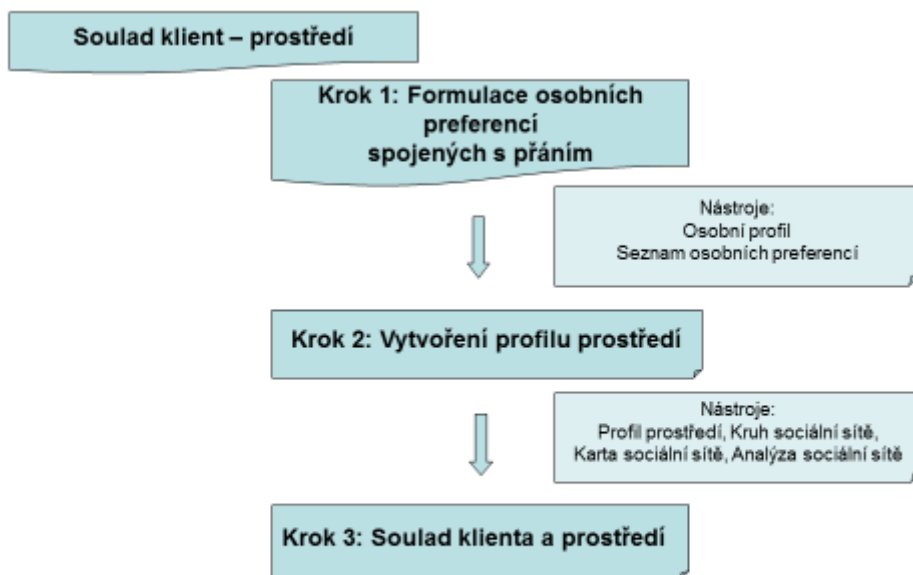 Soulad klient – prostředí
Krok 1: Formulace osobních
preferencí
spojených s přáním
Nástroje:
Osobní profil
Seznam osobních preferencí
Krok 2: Vytvoření profilu prostředí
Nástroje:
Profil prostředí, Kruh sociální sítě,
Karta sociální sítě, Analýza sociální sítě
Krok 3: Soulad klienta a prostředí